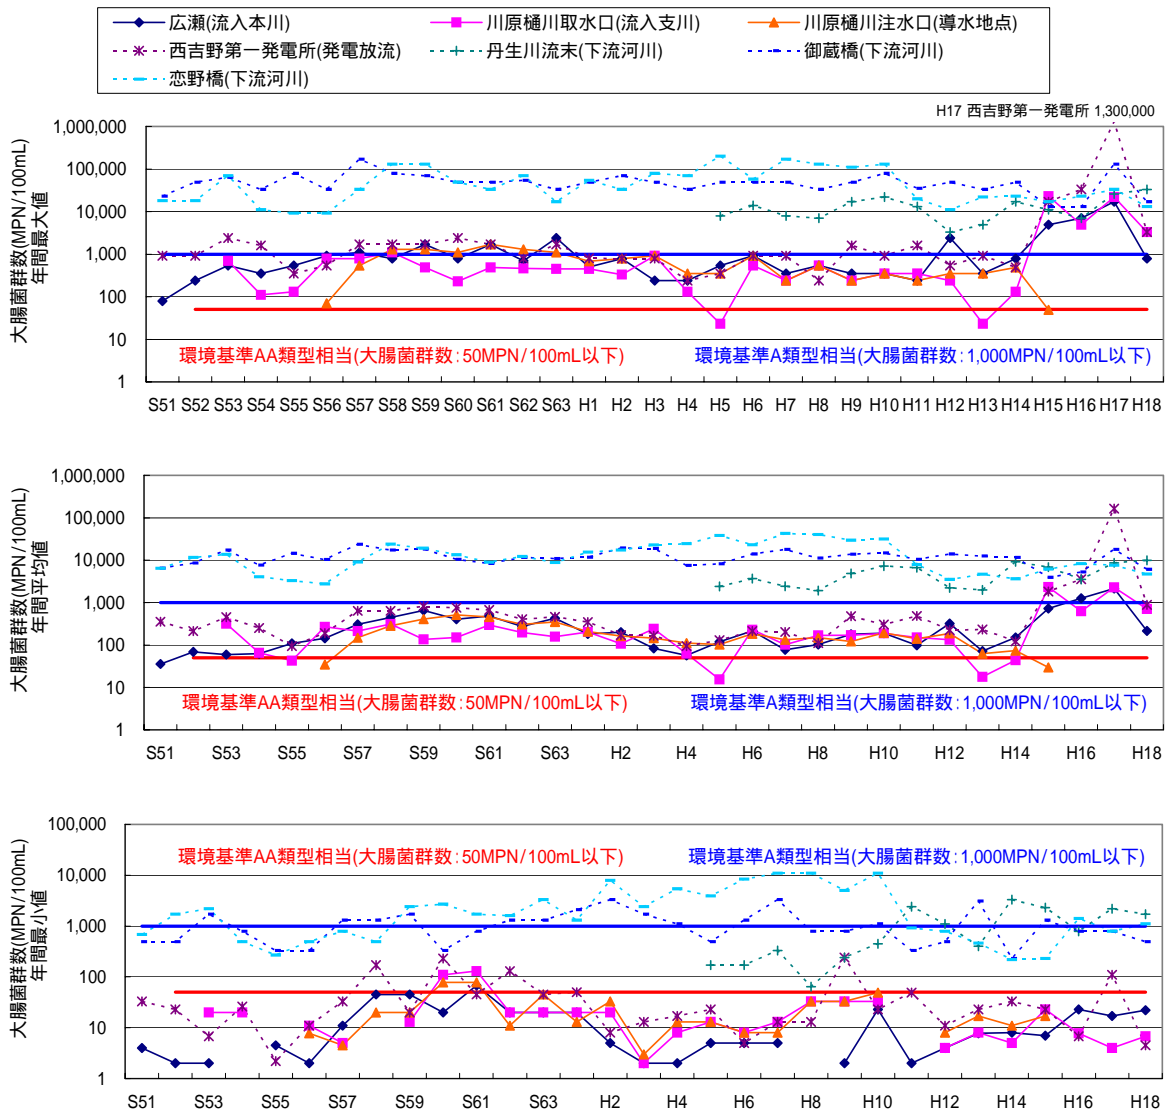 広瀬(流入本川) 川原樋川取水口(流入支川) 川原樋川注水口(導水地点)
西吉野第一発電所(発電放流) 丹生川流末(下流河川) 御蔵橋(下流河川)
恋野橋(下流河川)
H17 西吉野第一発電所 1,300,000
大腸菌群数(MPN/100mL)
年間最大値
1,000,000
100,000
10,000
1,000
100
10
1
環境基準AA類型相当(大腸菌群数:50MPN/100mL以下) 環境基準A類型相当(大腸菌群数:1,000MPN/100mL以下)
S51 S52 S53 S54 S55 S56 S57 S58 S59 S60 S61 S62 S63 H1 H2 H3 H4 H5 H6 H7 H8 H9 H10 H11 H12 H13 H14 H15 H16 H17 H18
大腸菌群数(MPN/100mL)
年間平均値
1,000,000
100,000
10,000
1,000
100
10
1
環境基準AA類型相当(大腸菌群数:50MPN/100mL以下) 環境基準A類型相当(大腸菌群数:1,000MPN/100mL以下)
S51 S53 S55 S57 S59 S61 S63 H2 H4 H6 H8 H10 H12 H14 H16 H18
大腸菌群数(MPN/100mL)
年間最小値
100,000
10,000
1,000
100
10
1
環境基準AA類型相当(大腸菌群数:50MPN/100mL以下) 環境基準A類型相当(大腸菌群数:1,000MPN/100mL以下)
S51 S53 S55 S57 S59 S61 S63 H2 H4 H6 H8 H10 H12 H14 H16 H18